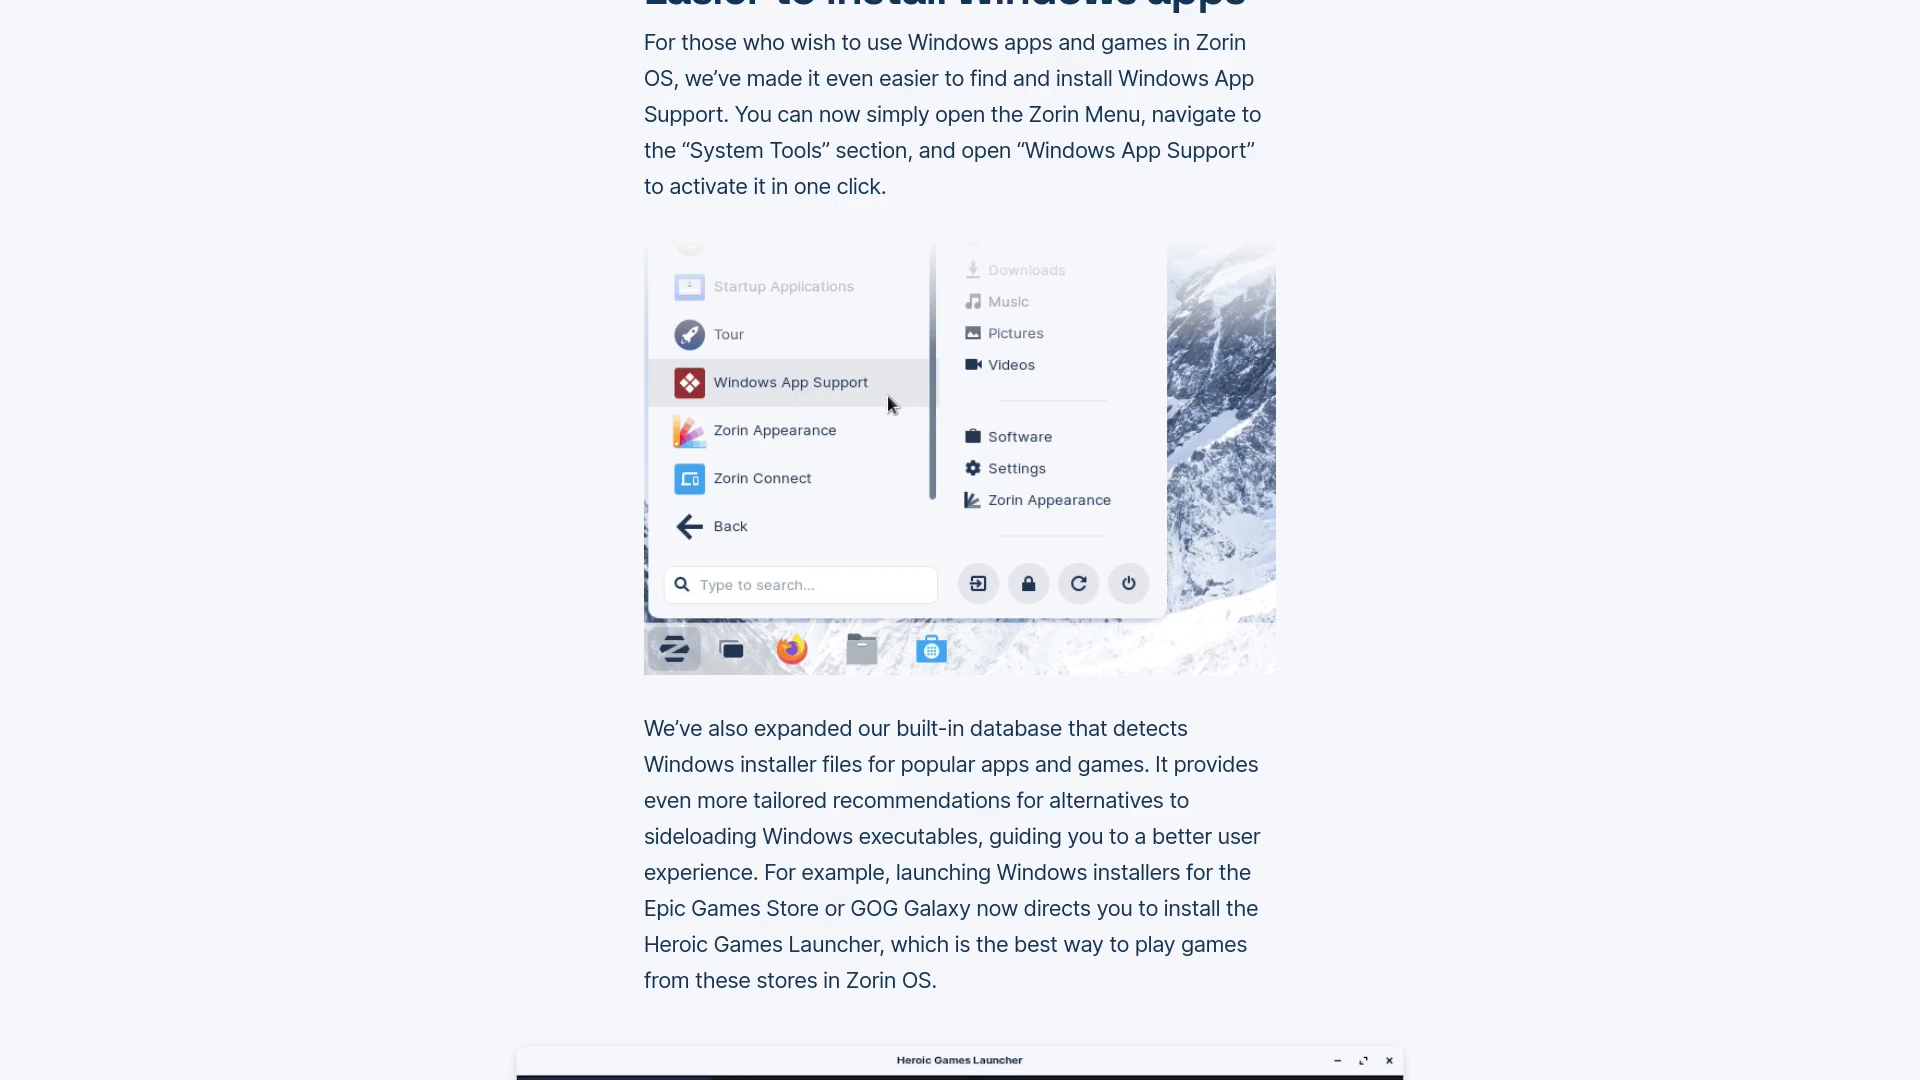 Easier to install Windows apps
For those who wish to use Windows apps and games in Zorin
OS, we’ve made it even easier to find and install Windows App
Support. You can now simply open the Zorin Menu, navigate to
the “System Tools” section, and open “Windows App Support”
to activate it in one click.
Startup Applications
Tour
Windows App Support
Zorin Appearance
Zorin Connect
Back
Type to search...
Downloads
Music
Pictures
Videos
Software
Settings
Zorin Appearance
We’ve also expanded our built-in database that detects
Windows installer files for popular apps and games. It provides
even more tailored recommendations for alternatives to
sideloading Windows executables, guiding you to a better user
experience. For example, launching Windows installers for the
Epic Games Store or GOG Galaxy now directs you to install the
Heroic Games Launcher, which is the best way to play games
from these stores in Zorin OS.
Heroic Games Launcher